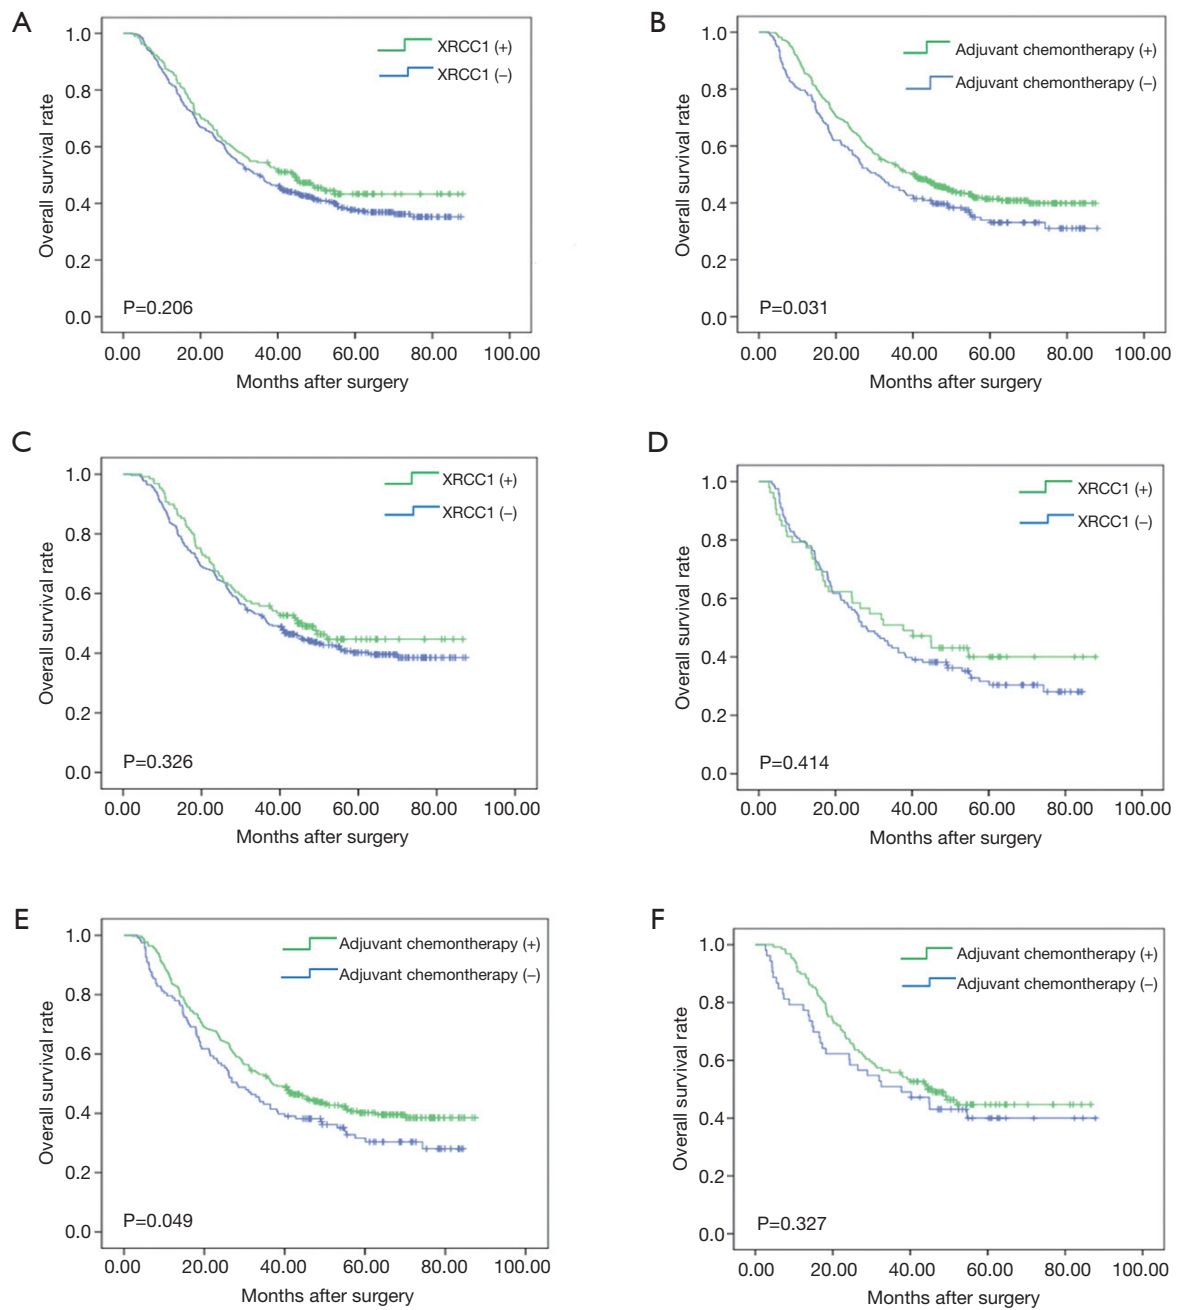 A
Overall survival rate
1.0
0.8
0.6
0.4
0.2
0.0
XRCC1 (+)
XRCC1 (–)
P=0.206
0.00 20.00 40.00 60.00 80.00 100.00
Months after surgery
B
Overall survival rate
1.0
0.8
0.6
0.4
0.2
0.0
Adjuvant chemontherapy (+)
Adjuvant chemontherapy (–)
P=0.031
0.00 20.00 40.00 60.00 80.00 100.00
Months after surgery
C
Overall survival rate
1.0
0.8
0.6
0.4
0.2
0.0
XRCC1 (+)
XRCC1 (–)
P=0.326
0.00 20.00 40.00 60.00 80.00 100.00
Months after surgery
D
Overall survival rate
1.0
0.8
0.6
0.4
0.2
0.0
XRCC1 (+)
XRCC1 (–)
P=0.414
0.00 20.00 40.00 60.00 80.00 100.00
Months after surgery
E
Overall survival rate
1.0
0.8
0.6
0.4
0.2
0.0
Adjuvant chemontherapy (+)
Adjuvant chemontherapy (–)
P=0.049
0.00 20.00 40.00 60.00 80.00 100.00
Months after surgery
F
Overall survival rate
1.0
0.8
0.6
0.4
0.2
0.0
Adjuvant chemontherapy (+)
Adjuvant chemontherapy (–)
P=0.327
0.00 20.00 40.00 60.00 80.00 100.00
Months after surgery